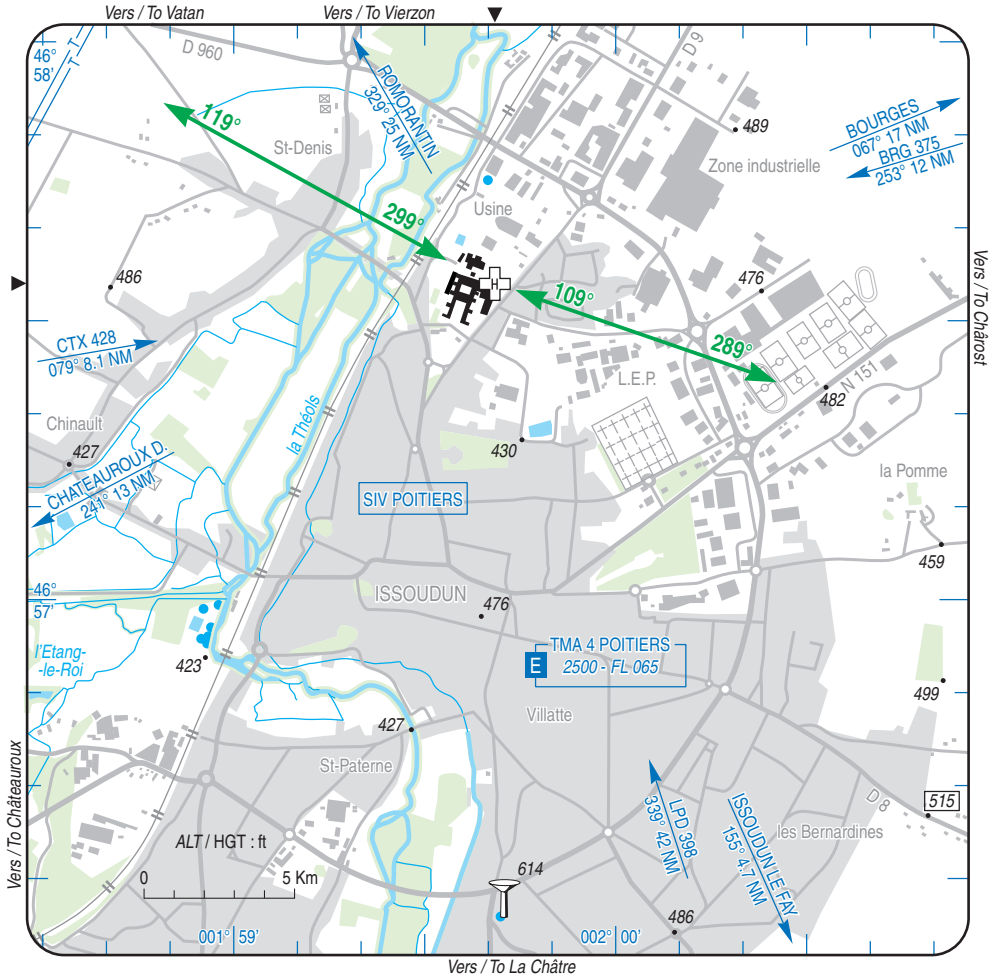 Vers / To Vatan
Vers / To Vierzon
46°
58'
T
T
D 960
D 9
ROMORANTIN
329° 25 NM
119°
St-Denis
489
BOURGES
067° 17 NM
BRG 375
253° 12 NM
Zone industrielle
299°
Usine
H
486
476
109°
289°
Vers / To Chârost
CTX 428
079° 8.1 NM
la Théols
L.E.P.
N 151
482
Chinault
427
430
CHATEAUROUX D.
241° 13 NM
SIV POITIERS
la Pomme
459
46°
57'
ISSOUDUN
476
l'Etang-
-le-Roi
423
TMA 4 POITIERS
E
2500 - FL 065
499
Villatte
427
St-Paterne
Vers / To Châteauroux
LPD 398
339° 42 NM
ISSOUDUN LE FAY
155° 4.7 NM
D 8
515
les Bernardines
ALT / HGT : ft
0
5 Km
614
486
001° 59'
002° 00'
Vers / To La Châtre